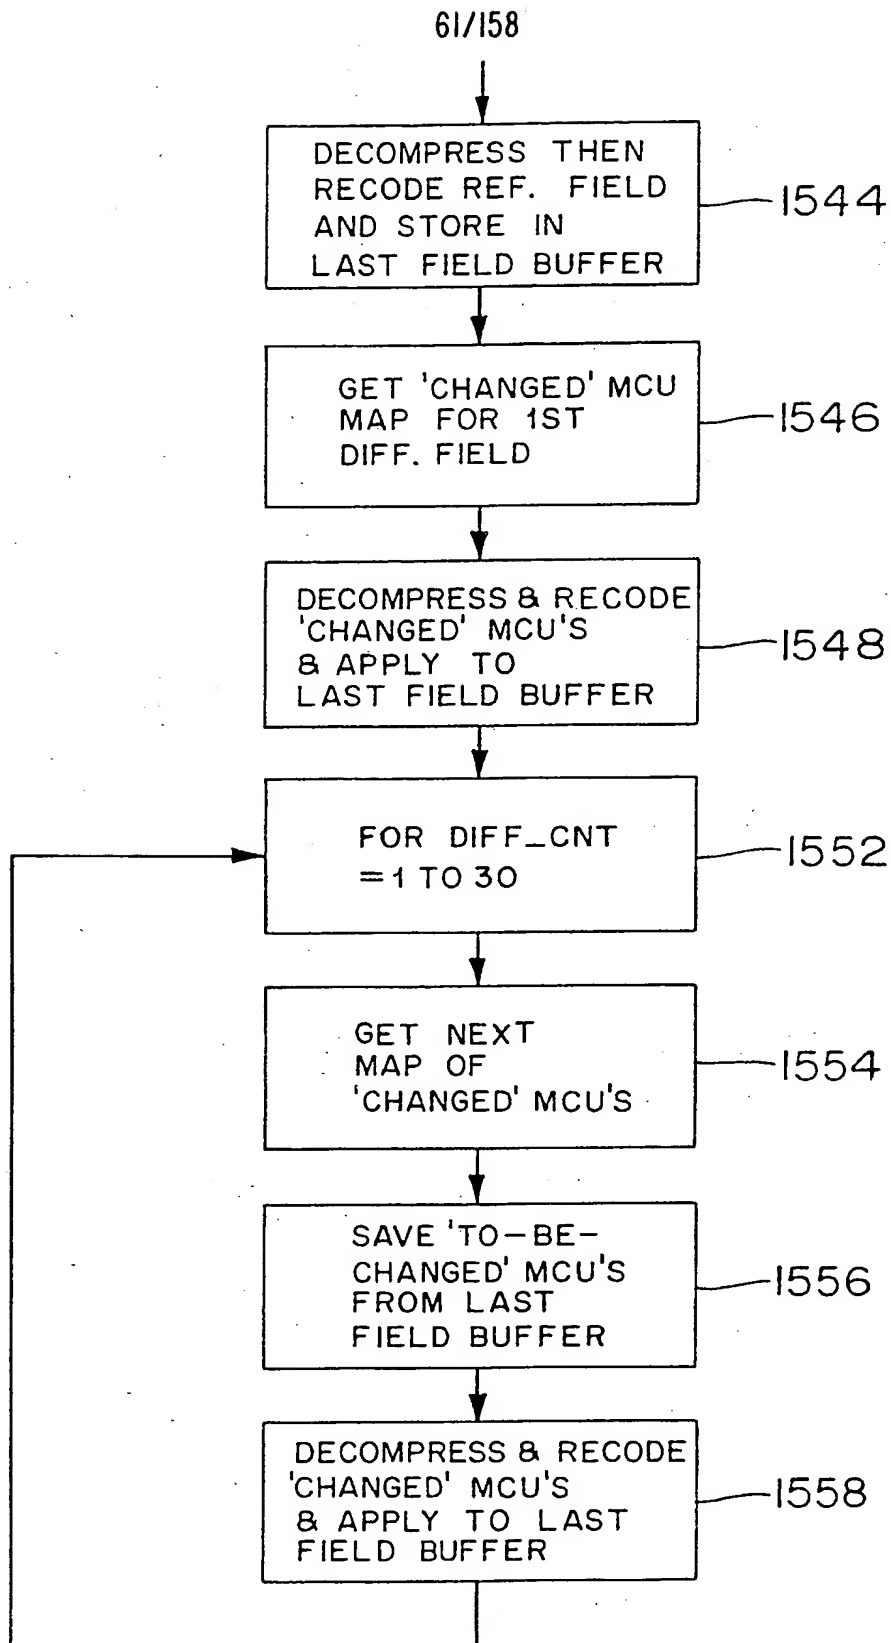 61/158
DECOMPRESS THEN
RECODE REF. FIELD
AND STORE IN
LAST FIELD BUFFER
1544
GET 'CHANGED' MCU
MAP FOR 1ST
DIFF. FIELD
1546
DECOMPRESS & RECODE
'CHANGED' MCU'S
& APPLY TO
LAST FIELD BUFFER
1548
FOR DIFF_CNT
=1 TO 30
1552
GET NEXT
MAP OF
'CHANGED' MCU'S
1554
SAVE 'TO-BE-
CHANGED' MCU'S
FROM LAST
FIELD BUFFER
1556
DECOMPRESS & RECODE
'CHANGED' MCU'S
& APPLY TO LAST
FIELD BUFFER
1558